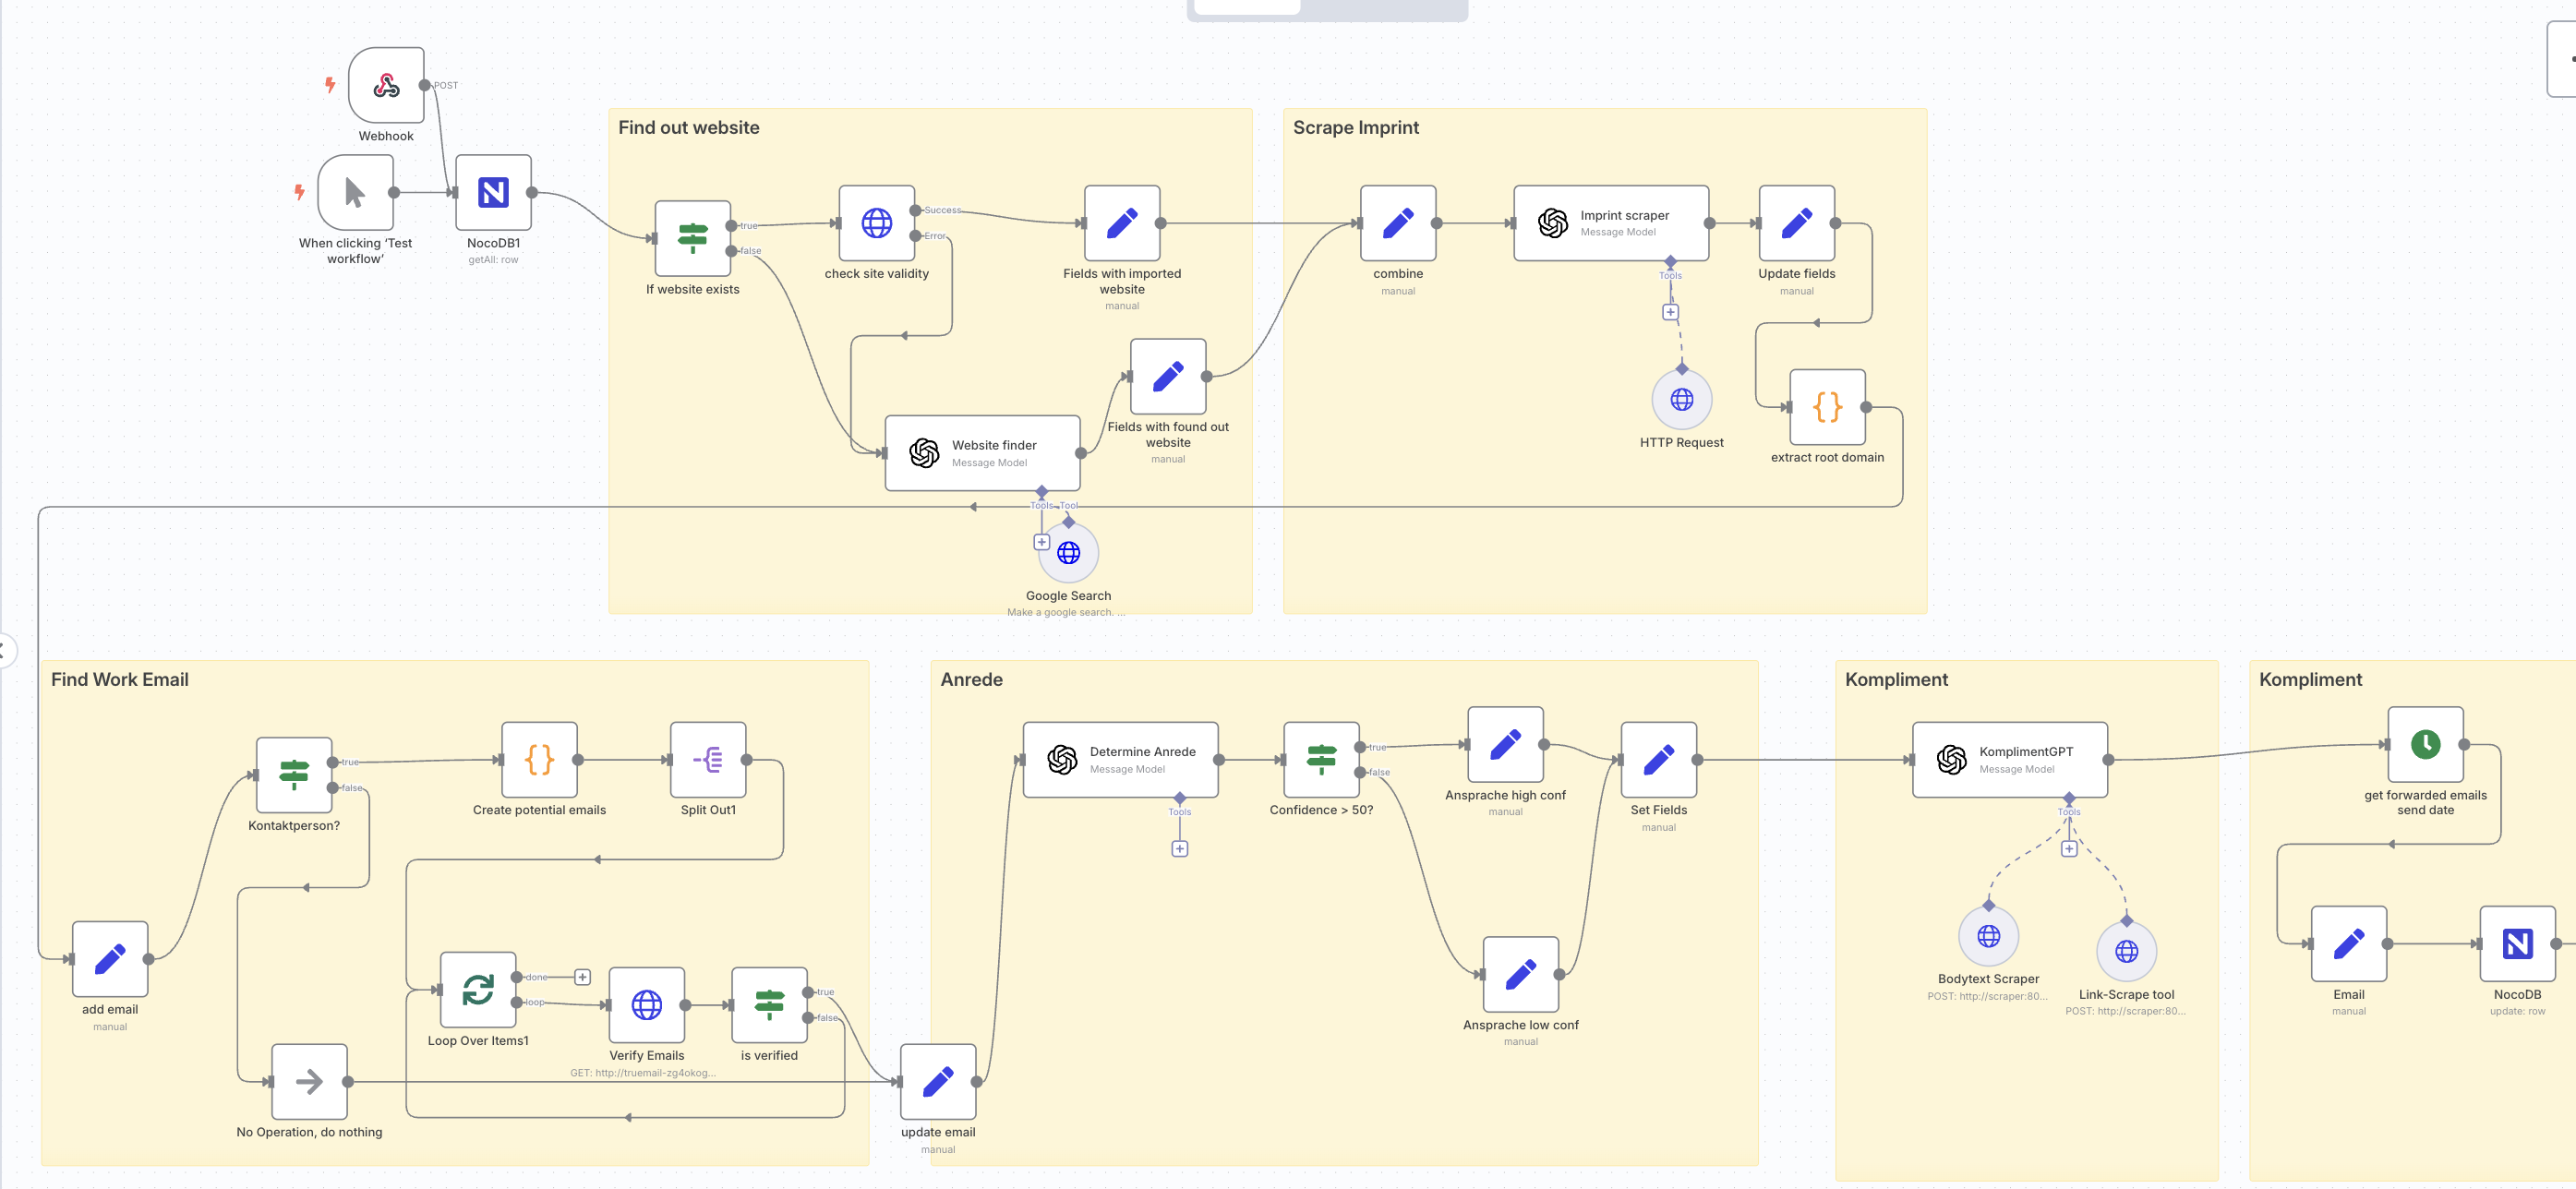 POST
Webhook
When clicking ‘Test
workflow’
NocoDB1
getAll: row
Find out website
If website exists
true
false
check site validity
Success
Error
Fields with imported
website
manual
Website finder
Message Model
Tools
Tool
Fields with found out
website
manual
Google Search
Make a google search. ...
Scrape Imprint
combine
manual
Imprint scraper
Message Model
Tools
HTTP Request
Update fields
manual
extract root domain
Find Work Email
add email
manual
Kontaktperson?
true
false
Create potential emails
Split Out1
Loop Over Items1
done
loop
Verify Emails
GET: http://truemail-zg4okog...
is verified
true
false
No Operation, do nothing
update email
manual
Anrede
Determine Anrede
Message Model
Tools
Confidence > 50?
true
false
Ansprache high conf
manual
Ansprache low conf
manual
Set Fields
manual
Kompliment
KomplimentGPT
Message Model
Tools
Bodytext Scraper
POST: http://scraper:80...
Link-Scrape tool
POST: http://scraper:80...
Kompliment
get forwarded emails
send date
Email
manual
NocoDB
update: row